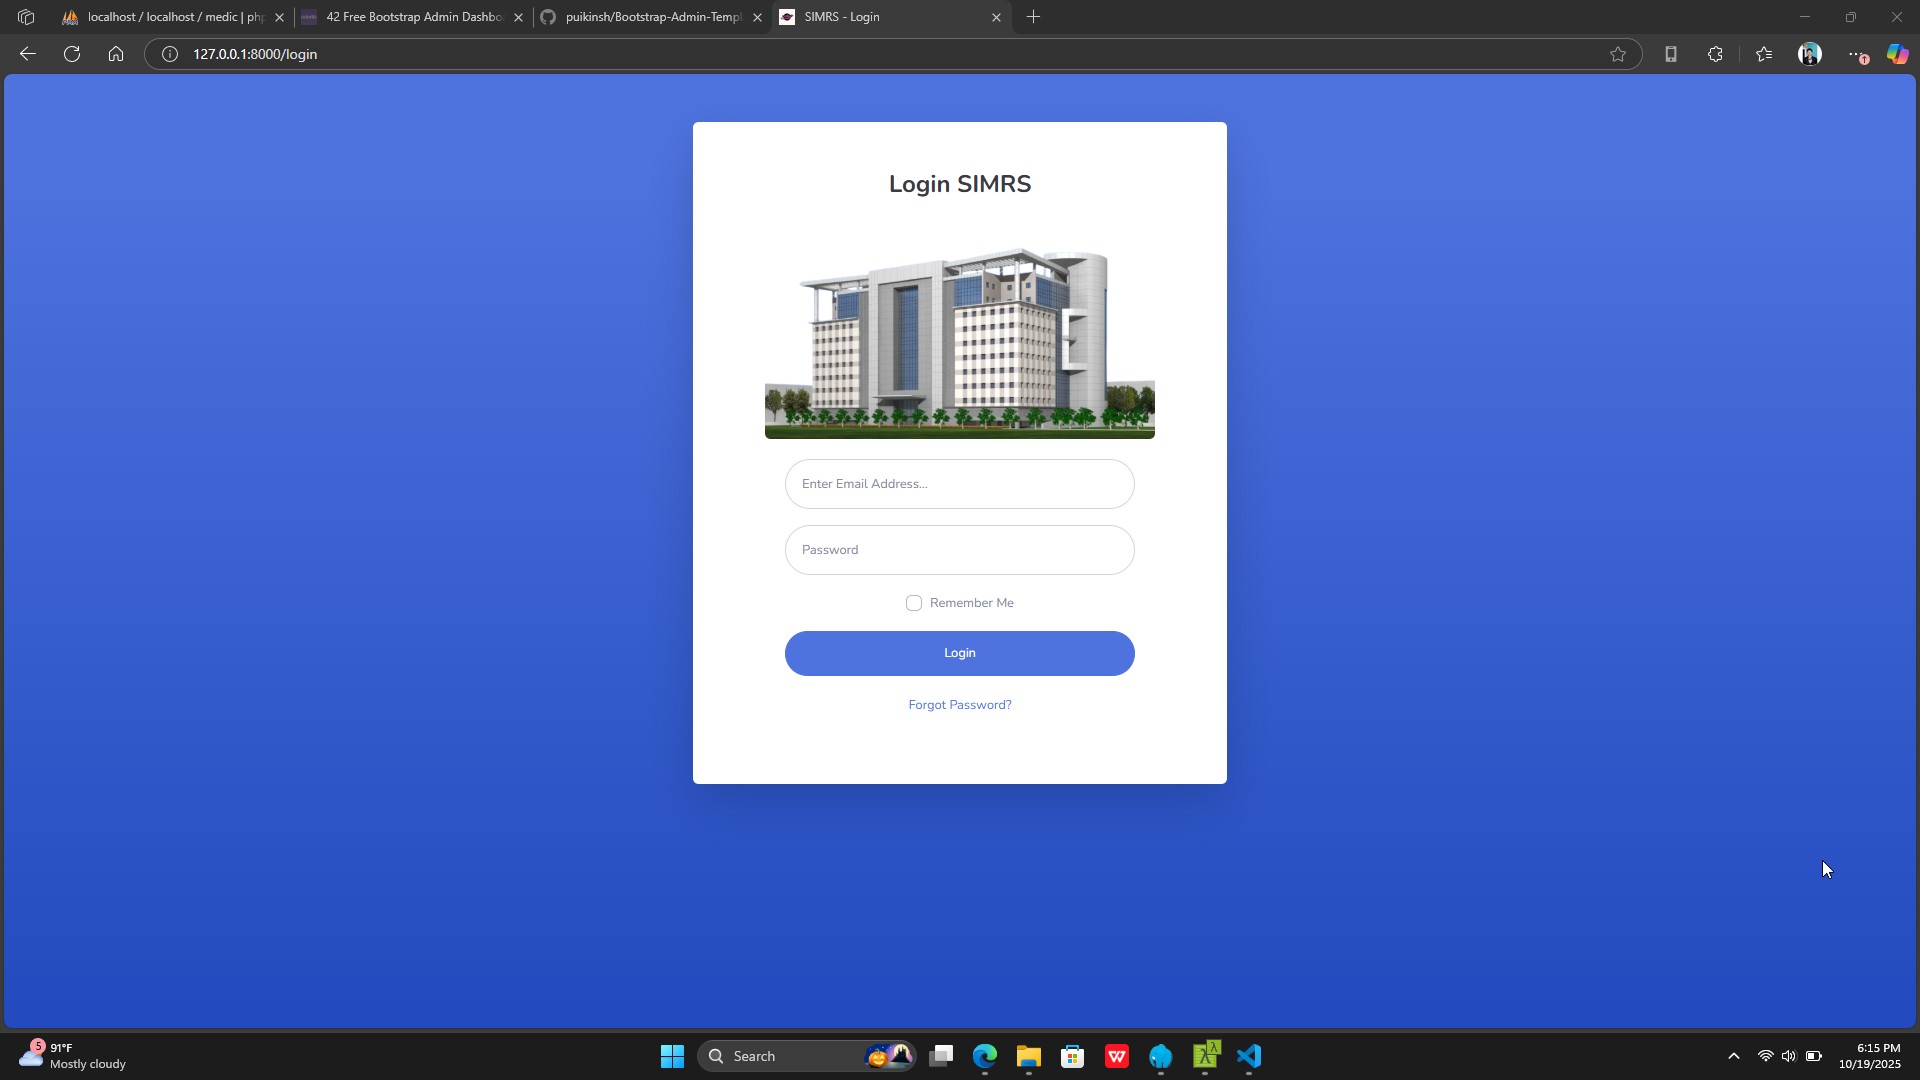 localhost / localhost / medic | php
42 Free Bootstrap Admin Dashbo
puikinsh/Bootstrap-Admin-Templ
SIMRS - Login
127.0.0.1:8000/login
Login SIMRS
Enter Email Address...
Password
Remember Me
Login
Forgot Password?
5
91°F
Mostly cloudy
Search
6:15 PM
10/19/2025